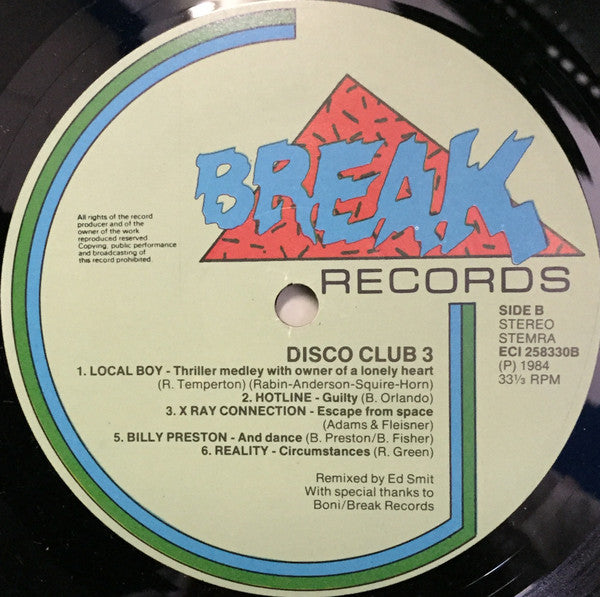 BREAK
RECORDS
All rights of the record
producer and of the
owner of the work
reproduced reserved.
Copying, public performance
and broadcasting of
this record prohibited.
SIDE B
STEREO
STEMRA
ECI 258330B
(P) 1984
33⅓ RPM
DISCO CLUB 3
1. LOCAL BOY - Thriller medley with owner of a lonely heart
(R. Temperton) (Rabin-Anderson-Squire-Horn)
2. HOTLINE - Guilty (B. Orlando)
3. X RAY CONNECTION - Escape from space
(Adams & Fleisner)
5. BILLY PRESTON - And dance (B. Preston/B. Fisher)
6. REALITY - Circumstances (R. Green)
Remixed by Ed Smit
With special thanks to
Boni/Break Records